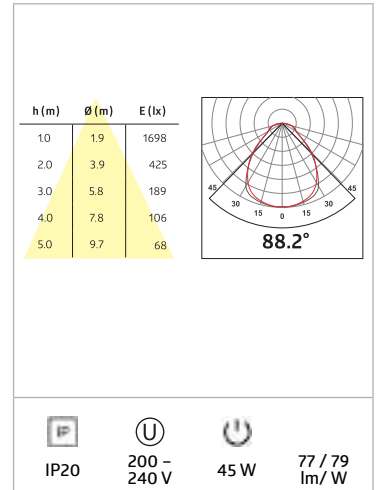 h (m) Ø (m) E (lx)
1.0 1.9 1698
2.0 3.9 425
3.0 5.8 189
4.0 7.8 106
5.0 9.7 68
45 45
30 30
15 0 15
88.2°
IP
U
IP20
200 –
240 V
45 W
77 / 79
lm/ W